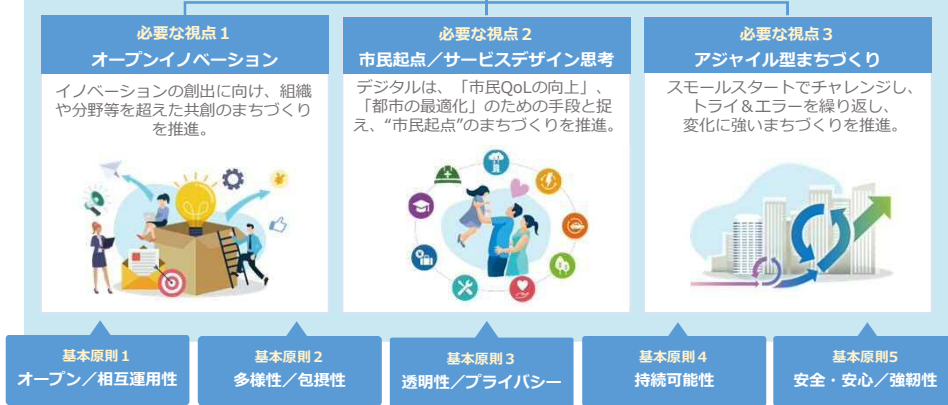 必要な視点1
オープンイノベーション
イノベーションの創出に向け、組織
や分野等を超えた共創のまちづくり
を推進。
必要な視点2
市民起点／サービスデザイン思考
デジタルは、「市民QoLの向上」、
「都市の最適化」のための手段と捉
え、“市民起点”のまちづくりを推進。
必要な視点3
アジャイル型まちづくり
スモールスタートでチャレンジし、
トライ＆エラーを繰り返し、
変化に強いまちづくりを推進。
基本原則1
オープン／相互運用性
基本原則2
多様性／包摂性
基本原則3
透明性／プライバシー
基本原則4
持続可能性
基本原則5
安全・安心／強靭性